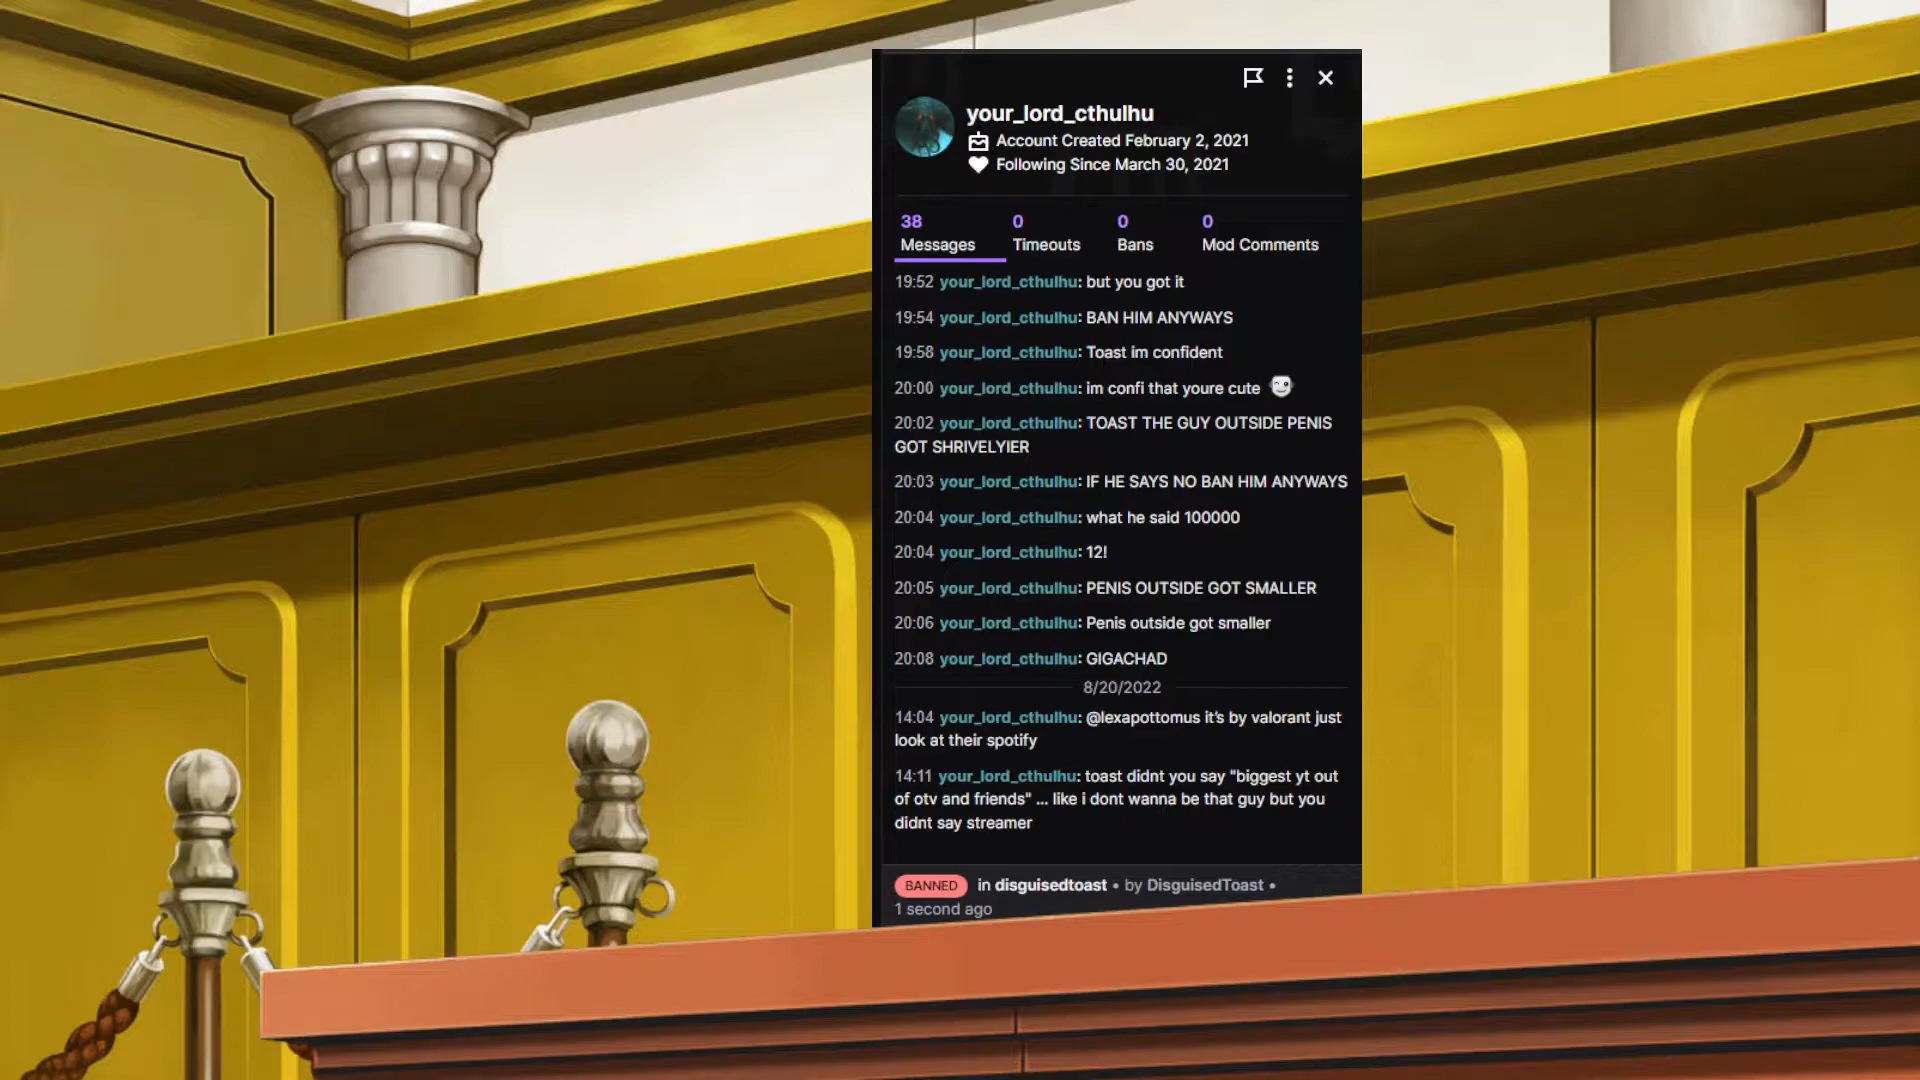 your_lord_cthulhu
Account Created February 2, 2021
Following Since March 30, 2021
38 0 0 0
Messages Timeouts Bans Mod Comments
19:52 your_lord_cthulhu: but you got it
19:54 your_lord_cthulhu: BAN HIM ANYWAYS
19:58 your_lord_cthulhu: Toast im confident
20:00 your_lord_cthulhu: im confi that youre cute
20:02 your_lord_cthulhu: TOAST THE GUY OUTSIDE PENIS
GOT SHRIVELYIER
20:03 your_lord_cthulhu: IF HE SAYS NO BAN HIM ANYWAYS
20:04 your_lord_cthulhu: what he said 100000
20:04 your_lord_cthulhu: 12!
20:05 your_lord_cthulhu: PENIS OUTSIDE GOT SMALLER
20:06 your_lord_cthulhu: Penis outside got smaller
20:08 your_lord_cthulhu: GIGACHAD
8/20/2022
14:04 your_lord_cthulhu: @lexapottomus it's by valorant just
look at their spotify
14:11 your_lord_cthulhu: toast didnt you say "biggest yt out
of otv and friends" ... like i dont wanna be that guy but you
didnt say streamer
BANNED in disguisedtoast • by DisguisedToast •
1 second ago